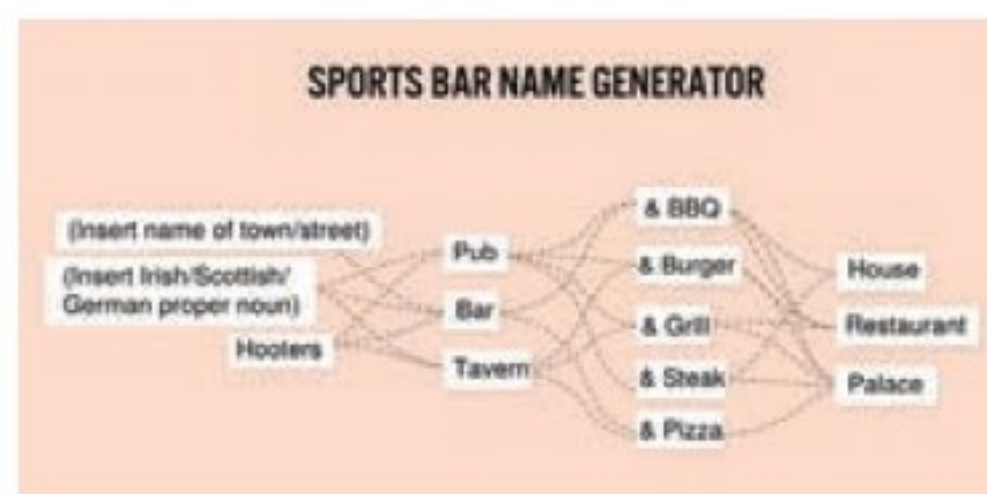 SPORTS BAR NAME GENERATOR
(Insert name of town/street)
(Insert Irish/Scottish/
German proper noun)
Hooters
Pub
Bar
Tavern
& BBQ
& Burger
& Grill
& Steak
& Pizza
House
Restaurant
Palace